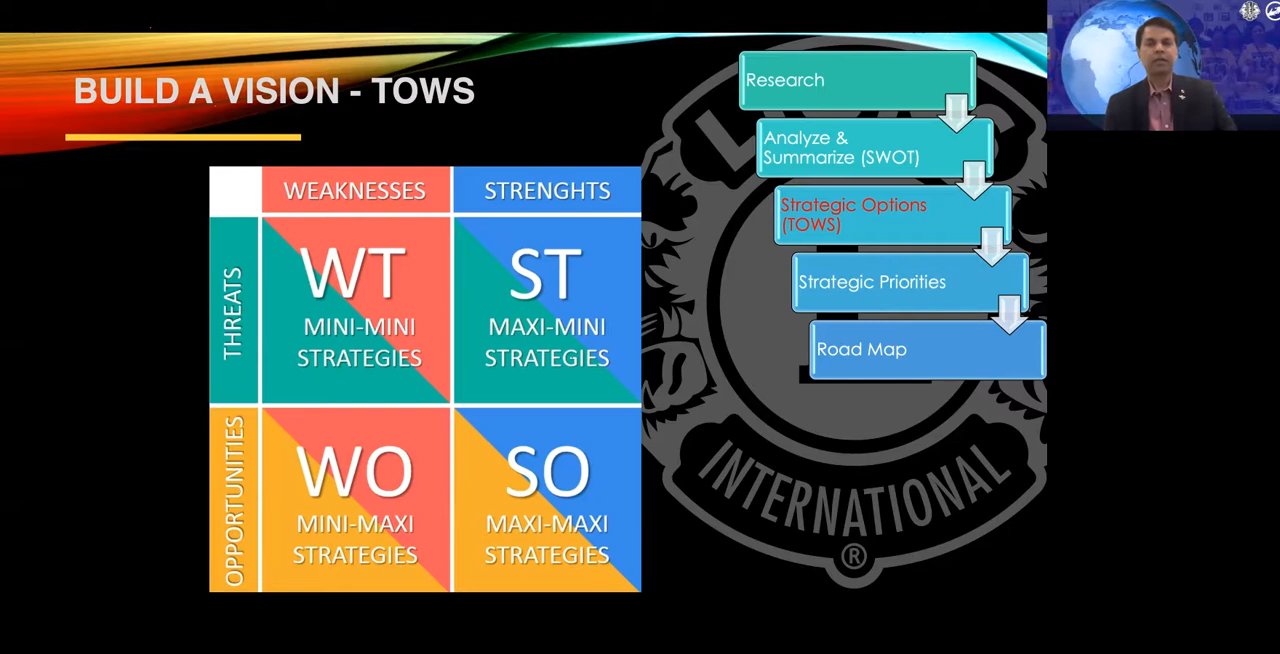 BUILD A VISION - TOWS
WEAKNESSES
STRENGHTS
THREATS
WT
MINI-MINI
STRATEGIES
ST
MAXI-MINI
STRATEGIES
OPPORTUNITIES
WO
MINI-MAXI
STRATEGIES
SO
MAXI-MAXI
STRATEGIES
Research
Analyze &
Summarize (SWOT)
Strategic Options
(TOWS)
Strategic Priorities
Road Map
L
INTERNATIONAL
®